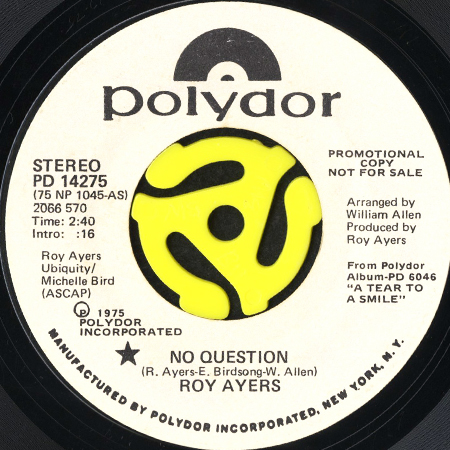 polydor
STEREO
PD 14275
(75 NP 1045-AS)
2066 570
Time: 2:40
Intro: :16
Roy Ayers
Ubiquity/
Michelle Bird
(ASCAP)
Ⓟ 1975
POLYDOR
INCORPORATED
PROMOTIONAL
COPY
NOT FOR SALE
Arranged by
William Allen
Produced by
Roy Ayers
From Polydor
Album-PD 6046
"A TEAR TO
A SMILE"
NO QUESTION
(R. Ayers-E. Birdsong-W. Allen)
ROY AYERS
MANUFACTURED BY POLYDOR INCORPORATED, NEW YORK, N.Y.